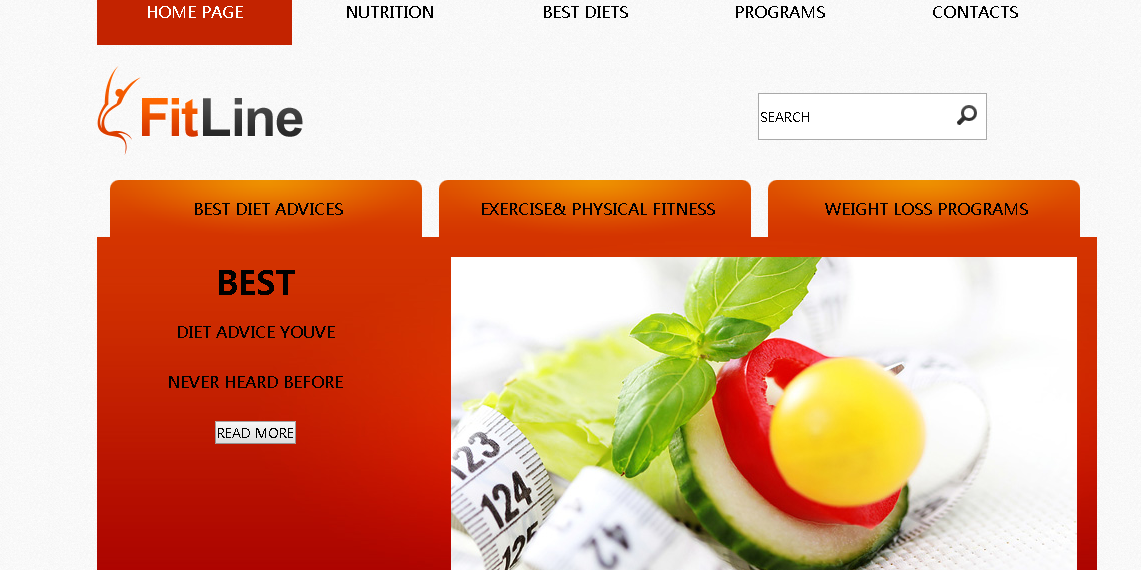 HOME PAGE NUTRITION BEST DIETS PROGRAMS CONTACTS
FitLine
SEARCH
BEST DIET ADVICES EXERCISE& PHYSICAL FITNESS WEIGHT LOSS PROGRAMS
BEST
DIET ADVICE YOUVE
NEVER HEARD BEFORE
READ MORE
123
124
125
42